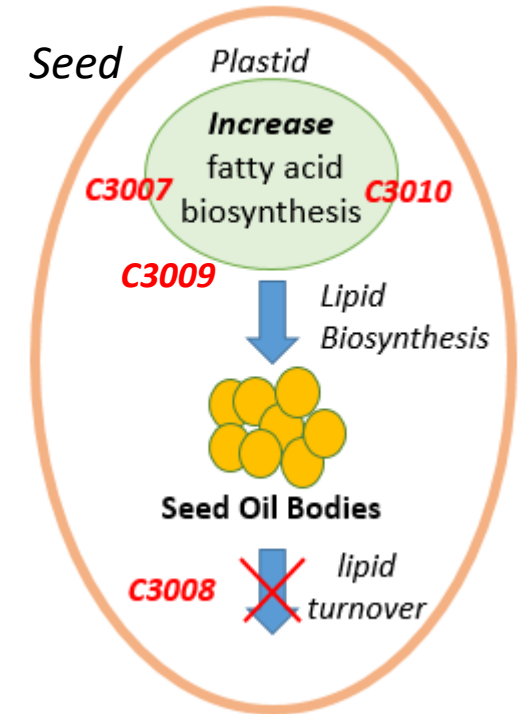 Seed
Plastid
Increase
fatty acid
biosynthesis
C3007
C3010
C3009
Lipid
Biosynthesis
Seed Oil Bodies
C3008
lipid
turnover